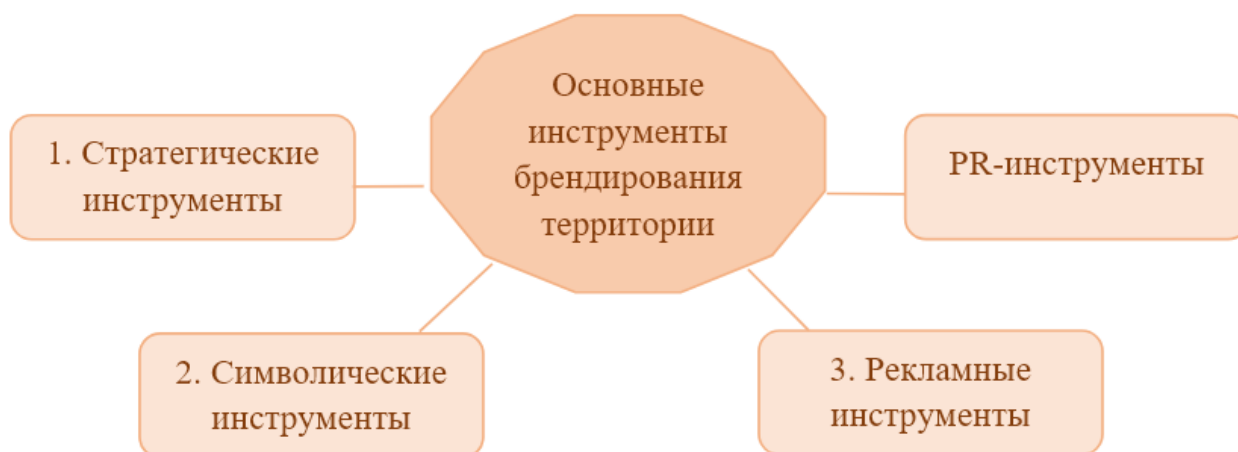 Основные
инструменты
брендирования
территории
1. Стратегические
инструменты
PR-инструменты
2. Символические
инструменты
3. Рекламные
инструменты